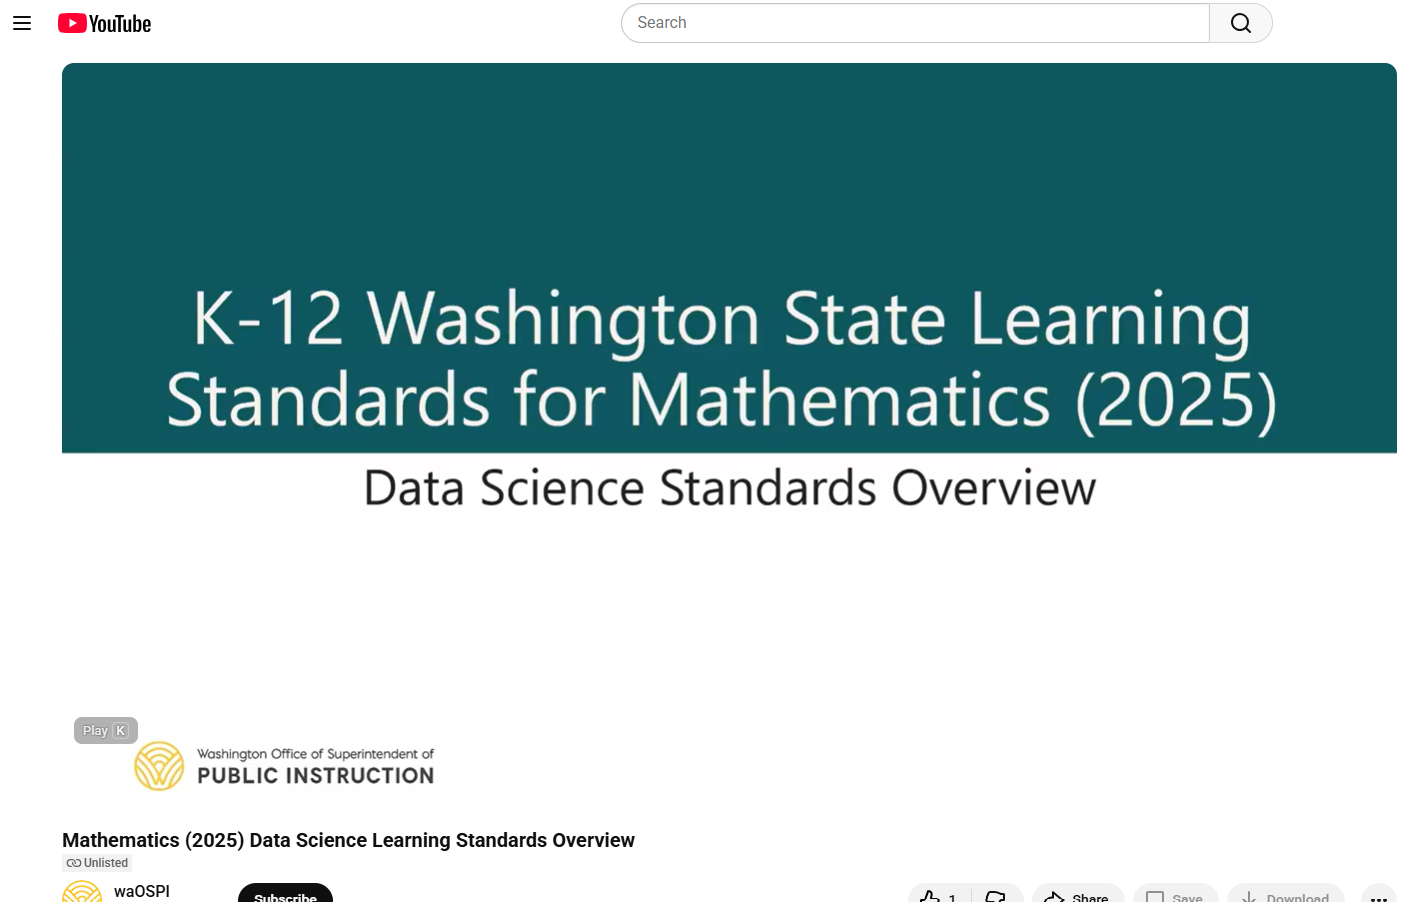 YouTube
Search
K-12 Washington State Learning
Standards for Mathematics (2025)
Data Science Standards Overview
Play K
Washington Office of Superintendent of
PUBLIC INSTRUCTION
Mathematics (2025) Data Science Learning Standards Overview
Unlisted
waOSPI
Subscribe
1
Share
Save
Download